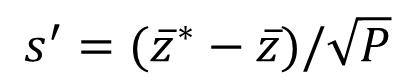 s′ = (z̄* − z̄)/√P